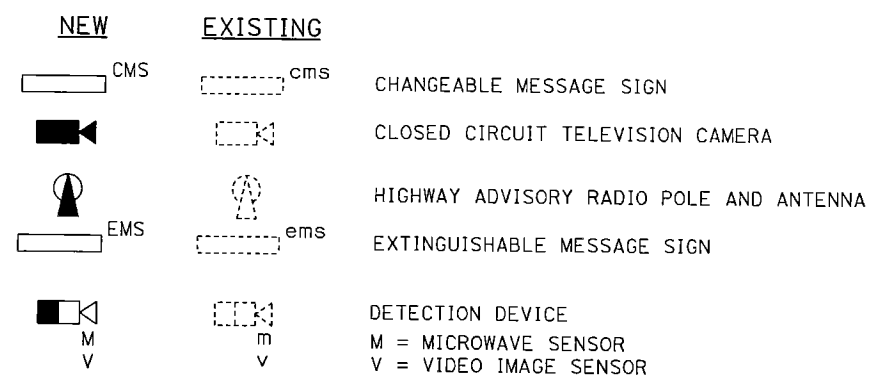 NEW EXISTING
CMS cms CHANGEABLE MESSAGE SIGN
CLOSED CIRCUIT TELEVISION CAMERA
HIGHWAY ADVISORY RADIO POLE AND ANTENNA
EMS ems EXTINGUISHABLE MESSAGE SIGN
DETECTION DEVICE
M m M = MICROWAVE SENSOR
V v V = VIDEO IMAGE SENSOR